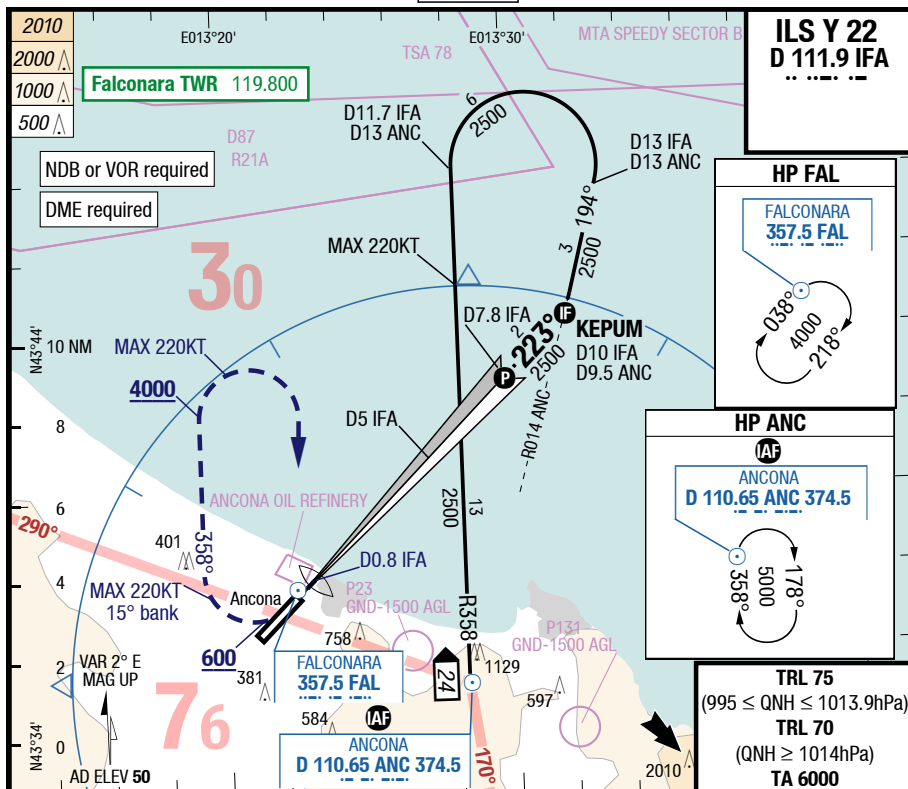 2010
2000
1000
500
E013°20'
E013°30'
TSA 78
MTA SPEEDY SECTOR B
ILS Y 22
D 111.9 IFA
Falconara TWR 119.800
D87
R21A
NDB or VOR required
DME required
D11.7 IFA
D13 ANC
6
2500
D13 IFA
D13 ANC
194°
3
2500
MAX 220KT
HP FAL
FALCONARA
357.5 FAL
038°
4000
218°
30
N43°44'
10 NM
MAX 220KT
4000
D7.8 IFA
2
223°
2500
IF
KEPUM
D10 IFA
D9.5 ANC
P
D5 IFA
R014 ANC
8
HP ANC
IAF
ANCONA
D 110.65 ANC 374.5
358°
5000
178°
ANCONA OIL REFINERY
2500
13
6
290°
401
358°
D0.8 IFA
4
MAX 220KT
15° bank
Ancona
P23
GND-1500 AGL
R358
P131
GND-1500 AGL
600
758
1129
2
VAR 2° E
MAG UP
381
FALCONARA
357.5 FAL
24
597
76
584
IAF
ANCONA
D 110.65 ANC 374.5
170°
N43°34'
0
AD ELEV 50
2010
TRL 75
(995 ≤ QNH ≤ 1013.9hPa)
TRL 70
(QNH ≥ 1014hPa)
TA 6000